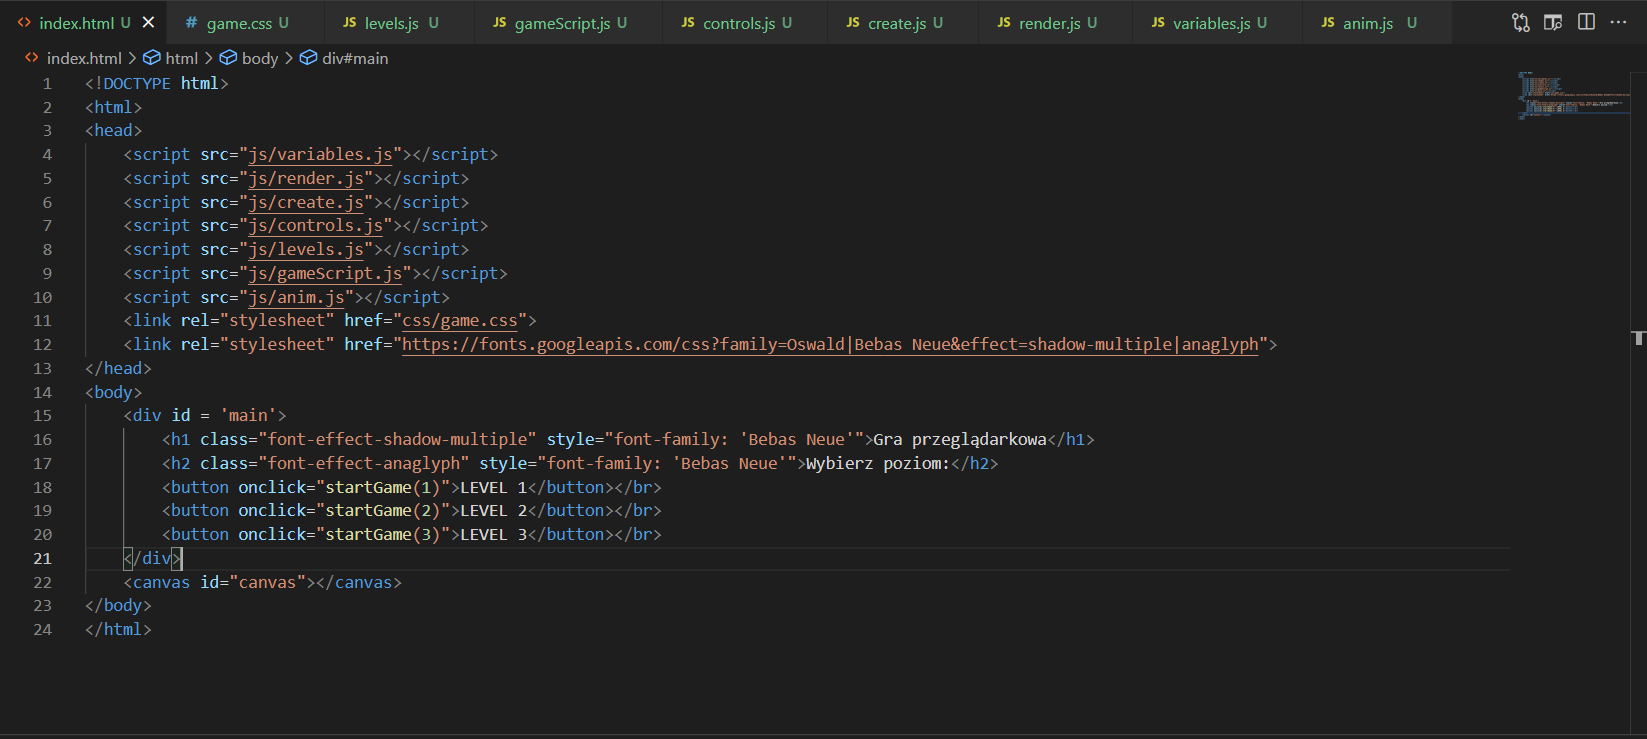 index.html U
# game.css U
JS levels.js U
JS gameScript.js U
JS controls.js U
JS create.js U
JS render.js U
JS variables.js U
JS anim.js U
index.html > html > body > div#main
1 <!DOCTYPE html>
2 <html>
3 <head>
4 <script src="js/variables.js"></script>
5 <script src="js/render.js"></script>
6 <script src="js/create.js"></script>
7 <script src="js/controls.js"></script>
8 <script src="js/levels.js"></script>
9 <script src="js/gameScript.js"></script>
10 <script src="js/anim.js"></script>
11 <link rel="stylesheet" href="css/game.css">
12 <link rel="stylesheet" href="https://fonts.googleapis.com/css?family=Oswald|Bebas Neue&effect=shadow-multiple|anaglyph">
13 </head>
14 <body>
15 <div id = 'main'>
16 <h1 class="font-effect-shadow-multiple" style="font-family: 'Bebas Neue'">Gra przeglądarkowa</h1>
17 <h2 class="font-effect-anaglyph" style="font-family: 'Bebas Neue'">Wybierz poziom:</h2>
18 <button onclick="startGame(1)">LEVEL 1</button></br>
19 <button onclick="startGame(2)">LEVEL 2</button></br>
20 <button onclick="startGame(3)">LEVEL 3</button></br>
21 </div>
22 <canvas id="canvas"></canvas>
23 </body>
24 </html>